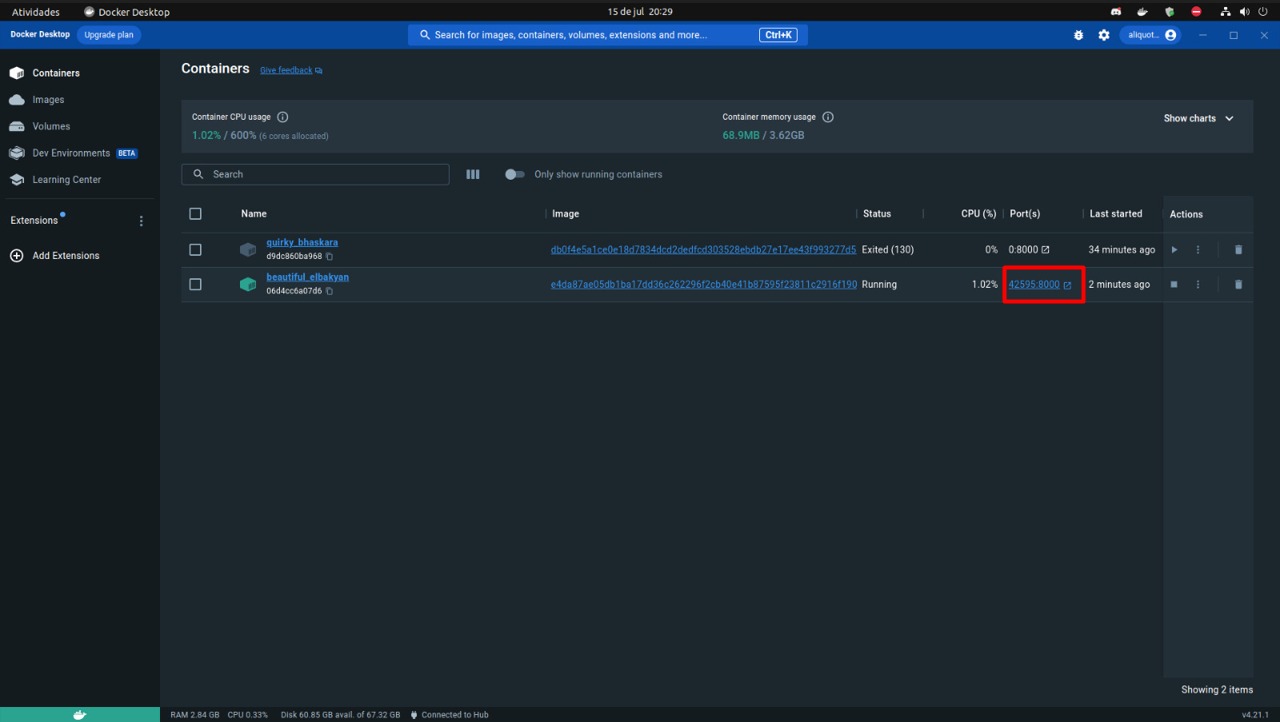 Atividades Docker Desktop 15 de jul 20:29
Docker Desktop Upgrade plan Search for images, containers, volumes, extensions and more... Ctrl+K aliquot...
Containers
Images
Volumes
Dev Environments BETA
Learning Center
Extensions
Add Extensions
Containers Give feedback
Container CPU usage
1.02% / 600% (6 cores allocated)
Container memory usage
68.9MB / 3.62GB
Show charts
Search Only show running containers
Name Image Status CPU (%) Port(s) Last started Actions
quirky_bhaskara
d9dc860ba968
db0f4e5a1ce0e18d7834dcd2dedfcd303528ebdb27e17ee43f993277d5 Exited (130) 0% 0:8000 34 minutes ago
beautiful_elbakyan
06d4cc6a07d6
e4da87ae05db1ba17dd36c262296f2cb40e41b87595f23811c2916f190 Running 1.02% 42595:8000 2 minutes ago
Showing 2 items
RAM 2.84 GB CPU 0.33% Disk 60.85 GB avail. of 67.32 GB Connected to Hub v4.21.1